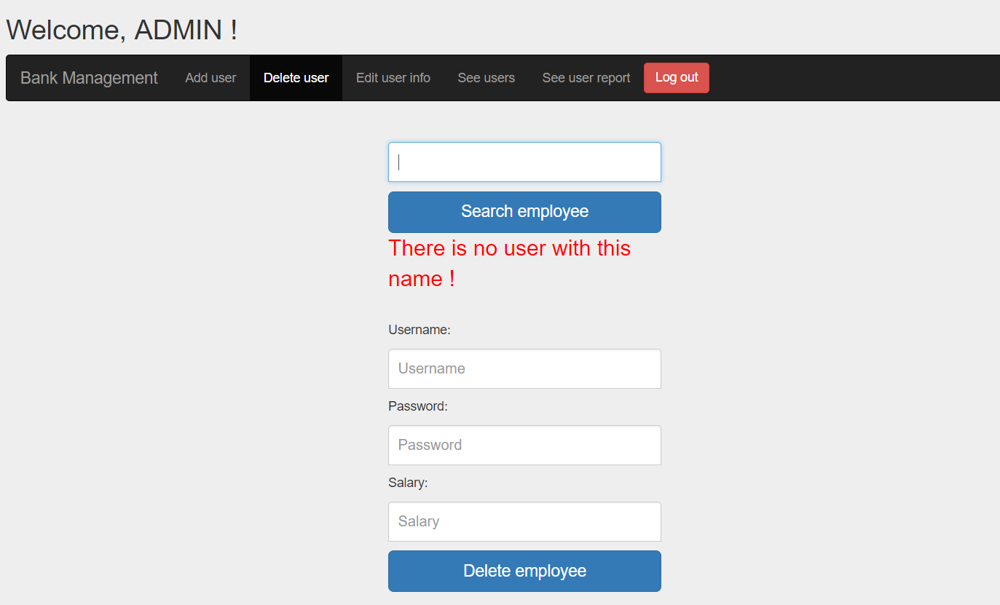 Welcome, ADMIN !
Bank Management Add user Delete user Edit user info See users See user report Log out
Search employee
There is no user with this
name !
Username:
Username
Password:
Password
Salary:
Salary
Delete employee